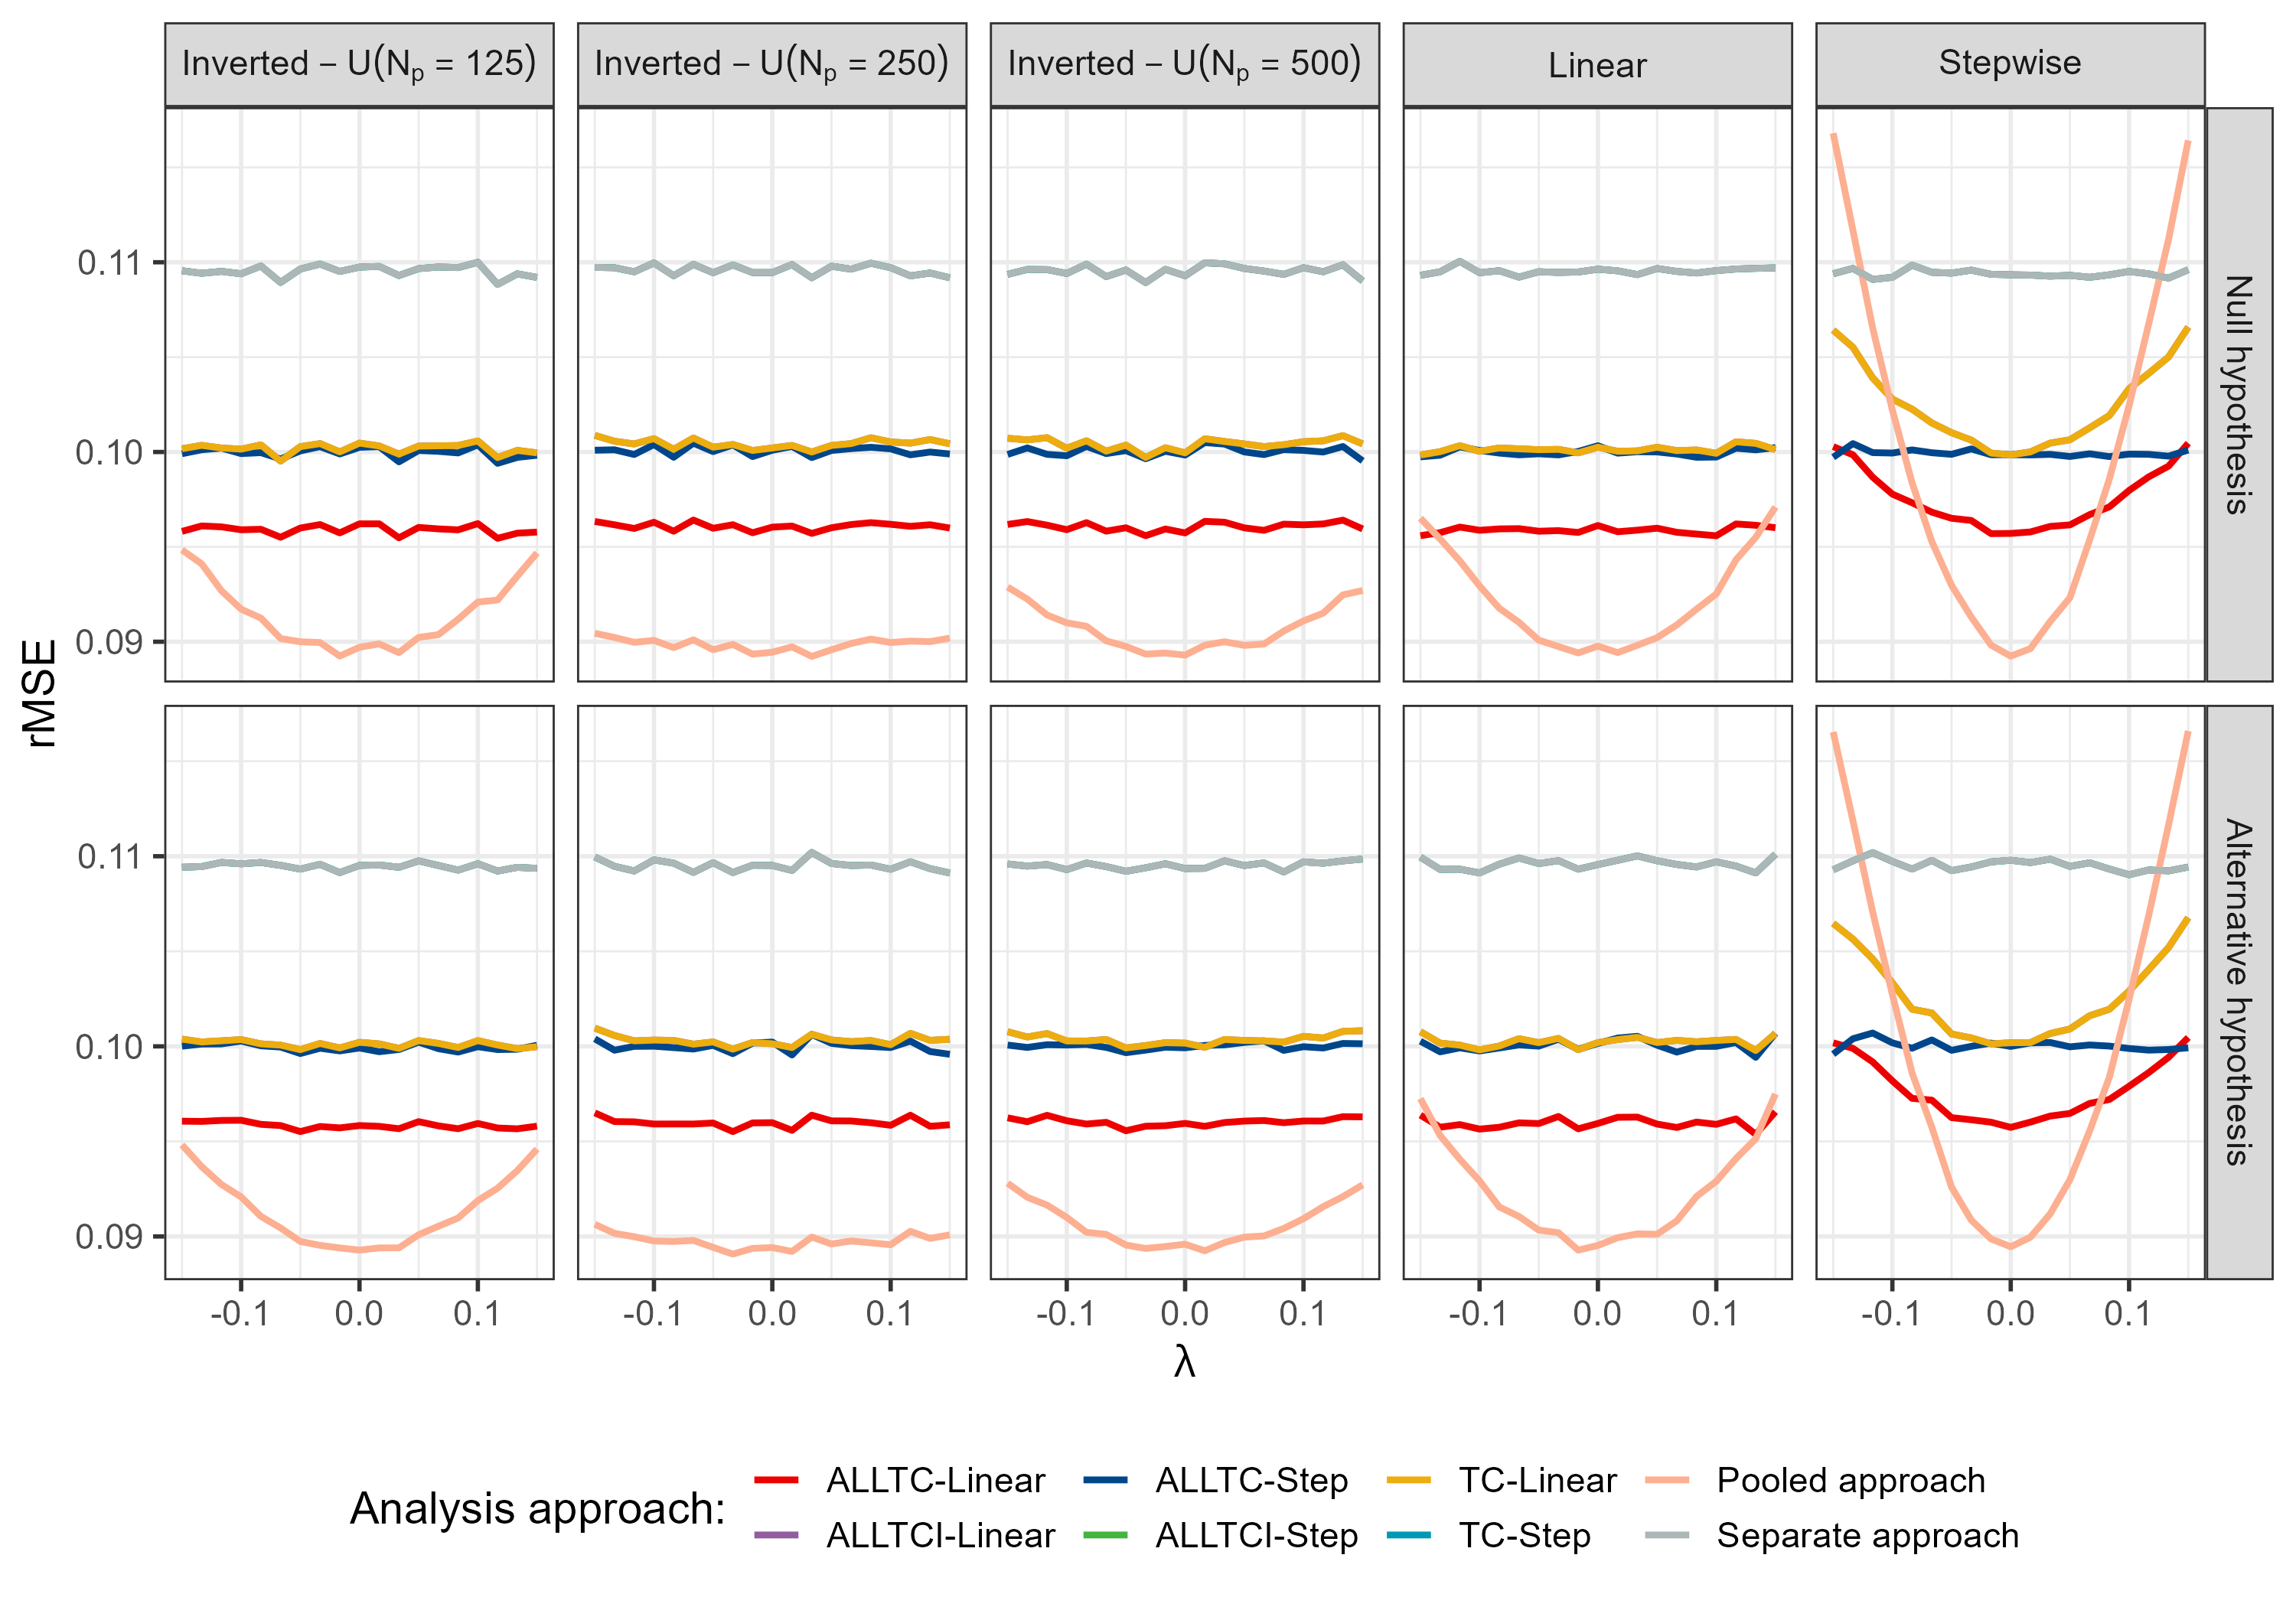 Inverted – U(Np = 125) Inverted – U(Np = 250) Inverted – U(Np = 500) Linear Stepwise
0.11
0.10
0.09
Null hypothesis
rMSE
0.11
0.10
0.09
Alternative hypothesis
-0.1 0.0 0.1 -0.1 0.0 0.1 -0.1 0.0 0.1 -0.1 0.0 0.1 -0.1 0.0 0.1
λ
Analysis approach:
ALLTC-Linear ALLTC-Step TC-Linear Pooled approach
ALLTCI-Linear ALLTCI-Step TC-Step Separate approach